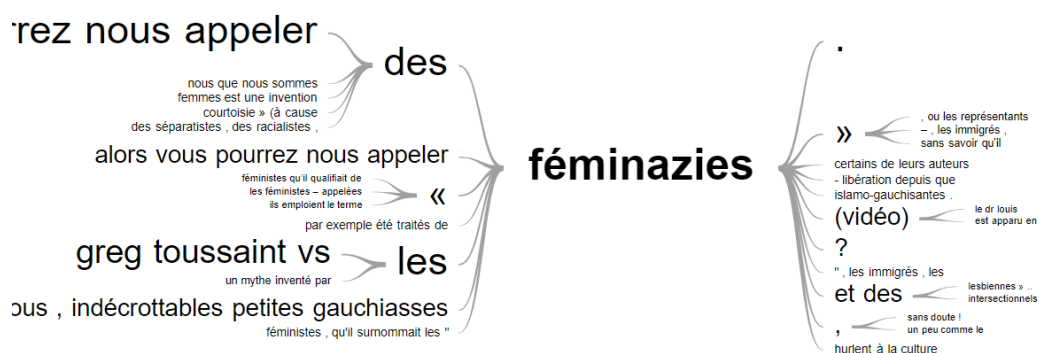 rrez nous appeler
des
nous que nous sommes
femmes est une invention
courtoisie » (à cause
des séparatistes , des racialistes ,
alors vous pourrez nous appeler
féministes qu'il qualifiait de
les féministes – appelées
ils emploient le terme
«
par exemple été traités de
greg toussaint vs
un mythe inventé par
les
ous , indécrottables petites gauchiasses
féministes , qu'il surnommait les "
féminazies
.
»
, ou les représentants
– , les immigrés ,
sans savoir qu'il
certains de leurs auteurs
- libération depuis que
islamo-gauchisantes .
(vidéo)
le dr louis
est apparu en
?
" , les immigrés , les
et des
lesbiennes » ..
intersectionnels
,
sans doute !
un peu comme le
hurlent à la culture